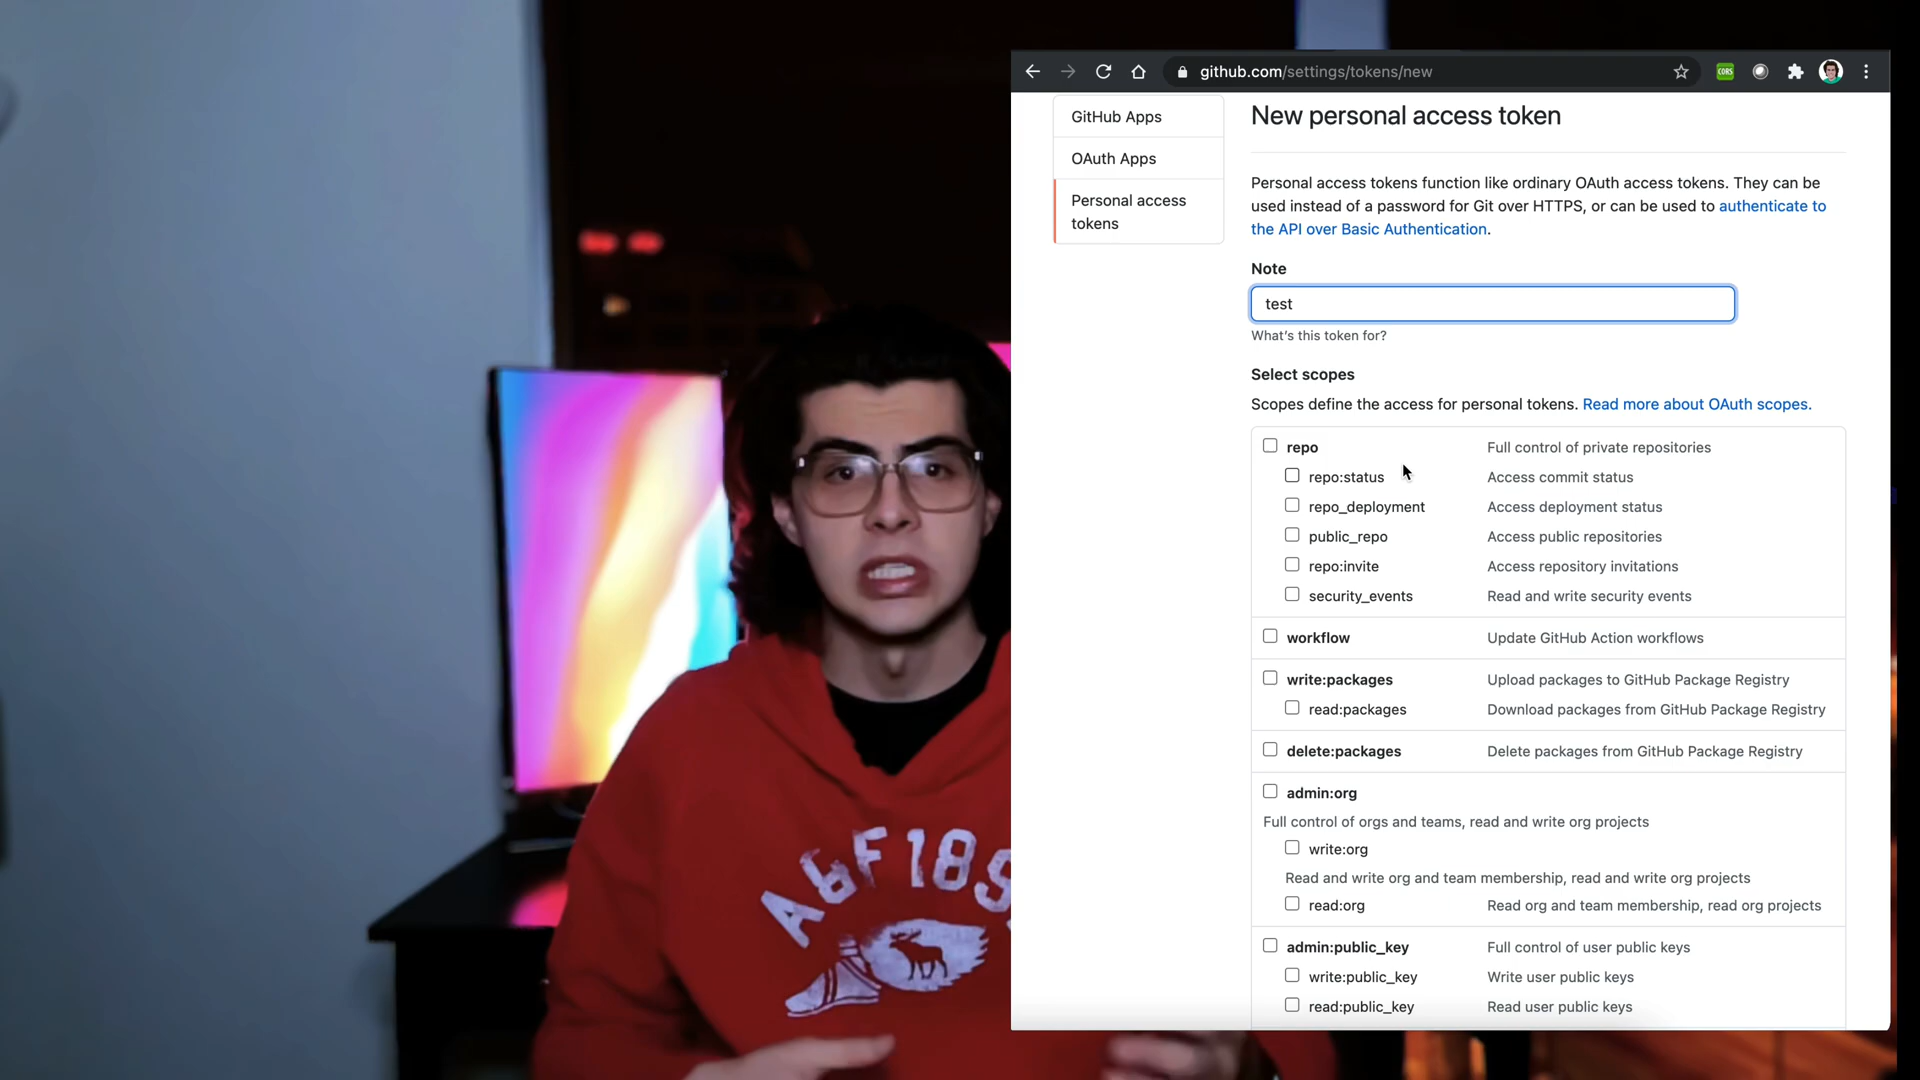 github.com/settings/tokens/new
CORS
GitHub Apps
OAuth Apps
Personal access
tokens
New personal access token
Personal access tokens function like ordinary OAuth access tokens. They can be
used instead of a password for Git over HTTPS, or can be used to authenticate to
the API over Basic Authentication.
Note
test
What's this token for?
Select scopes
Scopes define the access for personal tokens. Read more about OAuth scopes.
repo Full control of private repositories
repo:status Access commit status
repo_deployment Access deployment status
public_repo Access public repositories
repo:invite Access repository invitations
security_events Read and write security events
workflow Update GitHub Action workflows
write:packages Upload packages to GitHub Package Registry
read:packages Download packages from GitHub Package Registry
delete:packages Delete packages from GitHub Package Registry
admin:org
Full control of orgs and teams, read and write org projects
write:org
Read and write org and team membership, read and write org projects
read:org Read org and team membership, read org projects
admin:public_key Full control of user public keys
write:public_key Write user public keys
read:public_key Read user public keys
A&F 189